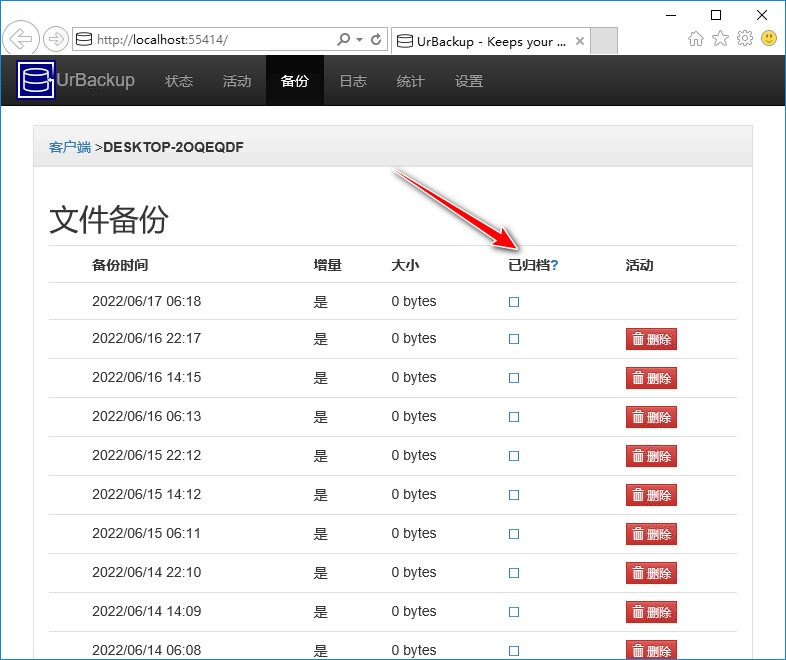 http://localhost:55414/
UrBackup - Keeps your ...
UrBackup 状态 活动 备份 日志 统计 设置
客户端 >DESKTOP-2OQEQDF
文件备份
备份时间 增量 大小 已归档? 活动
2022/06/17 06:18 是 0 bytes
2022/06/16 22:17 是 0 bytes 删除
2022/06/16 14:15 是 0 bytes 删除
2022/06/16 06:13 是 0 bytes 删除
2022/06/15 22:12 是 0 bytes 删除
2022/06/15 14:12 是 0 bytes 删除
2022/06/15 06:11 是 0 bytes 删除
2022/06/14 22:10 是 0 bytes 删除
2022/06/14 14:09 是 0 bytes 删除
2022/06/14 06:08 是 0 bytes 删除